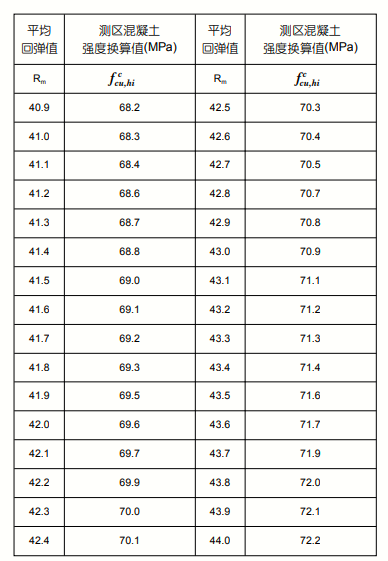 平均 测区混凝土 平均 测区混凝土
回弹值 强度换算值(MPa) 回弹值 强度换算值(MPa)
Rm f^c_cu,hi Rm f^c_cu,hi
40.9 68.2 42.5 70.3
41.0 68.3 42.6 70.4
41.1 68.4 42.7 70.5
41.2 68.6 42.8 70.7
41.3 68.7 42.9 70.8
41.4 68.8 43.0 70.9
41.5 69.0 43.1 71.1
41.6 69.1 43.2 71.2
41.7 69.2 43.3 71.3
41.8 69.3 43.4 71.4
41.9 69.5 43.5 71.6
42.0 69.6 43.6 71.7
42.1 69.7 43.7 71.9
42.2 69.9 43.8 72.0
42.3 70.0 43.9 72.1
42.4 70.1 44.0 72.2